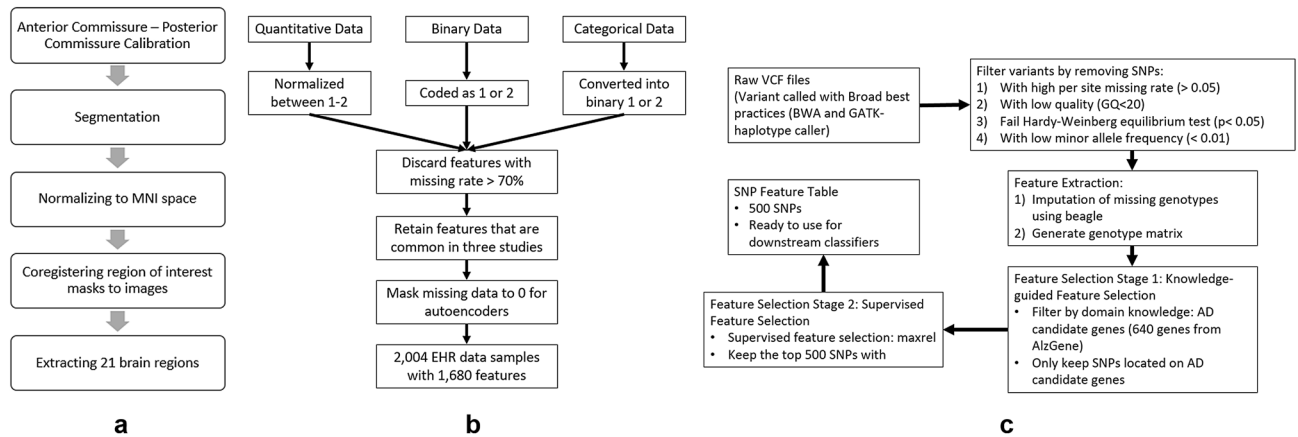 Anterior Commissure – Posterior
Commissure Calibration
Segmentation
Normalizing to MNI space
Coregistering region of interest
masks to images
Extracting 21 brain regions
a
Quantitative Data
Binary Data
Categorical Data
Normalized
between 1-2
Coded as 1 or 2
Converted into
binary 1 or 2
Discard features with
missing rate > 70%
Retain features that are
common in three studies
Mask missing data to 0 for
autoencoders
2,004 EHR data samples
with 1,680 features
b
Raw VCF files
(Variant called with Broad best
practices (BWA and GATK-
haplotype caller)
Filter variants by removing SNPs:
1) With high per site missing rate (> 0.05)
2) With low quality (GQ<20)
3) Fail Hardy-Weinberg equilibrium test (p< 0.05)
4) With low minor allele frequency (< 0.01)
Feature Extraction:
1) Imputation of missing genotypes
using beagle
2) Generate genotype matrix
Feature Selection Stage 1: Knowledge-
guided Feature Selection
• Filter by domain knowledge: AD
candidate genes (640 genes from
AlzGene)
• Only keep SNPs located on AD
candidate genes
Feature Selection Stage 2: Supervised
Feature Selection
• Supervised feature selection: maxrel
• Keep the top 500 SNPs with
SNP Feature Table
• 500 SNPs
• Ready to use for
downstream classifiers
c